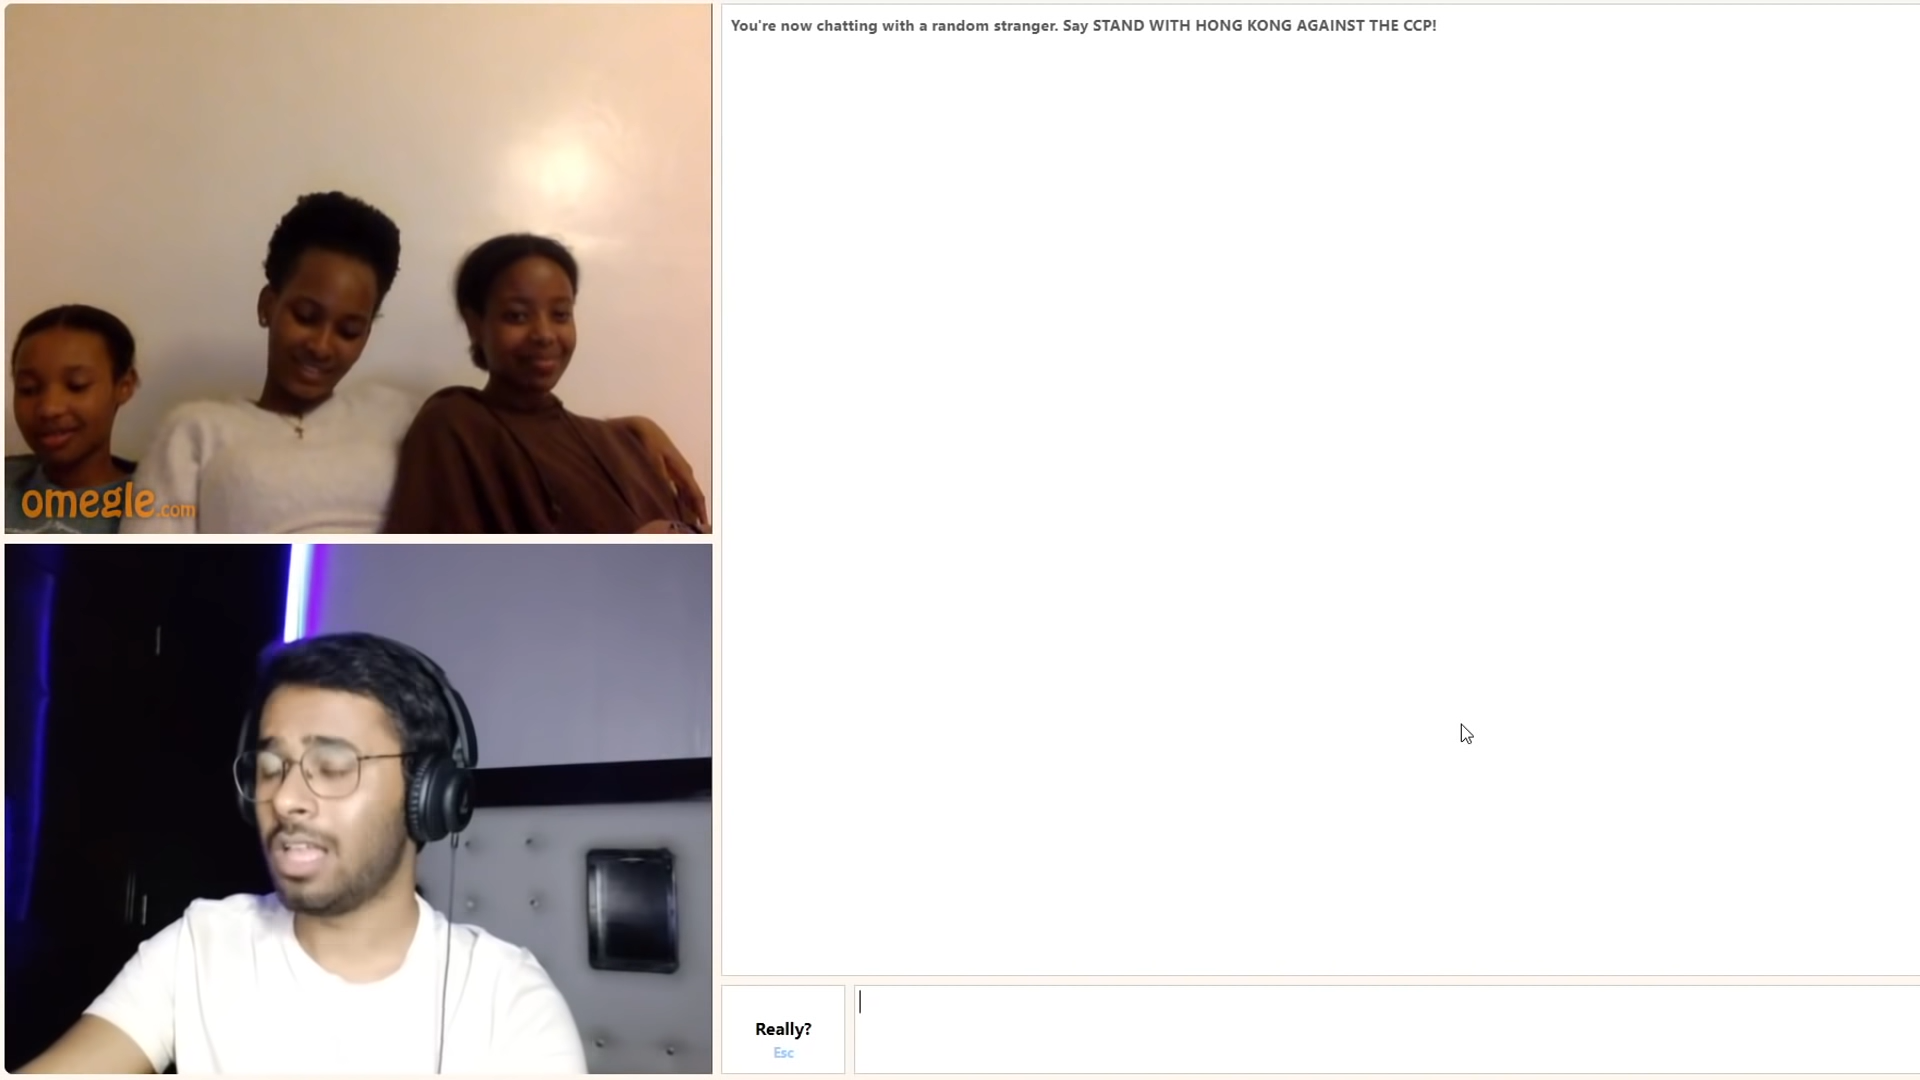 You're now chatting with a random stranger. Say STAND WITH HONG KONG AGAINST THE CCP!
omegle.com
Really?
Esc